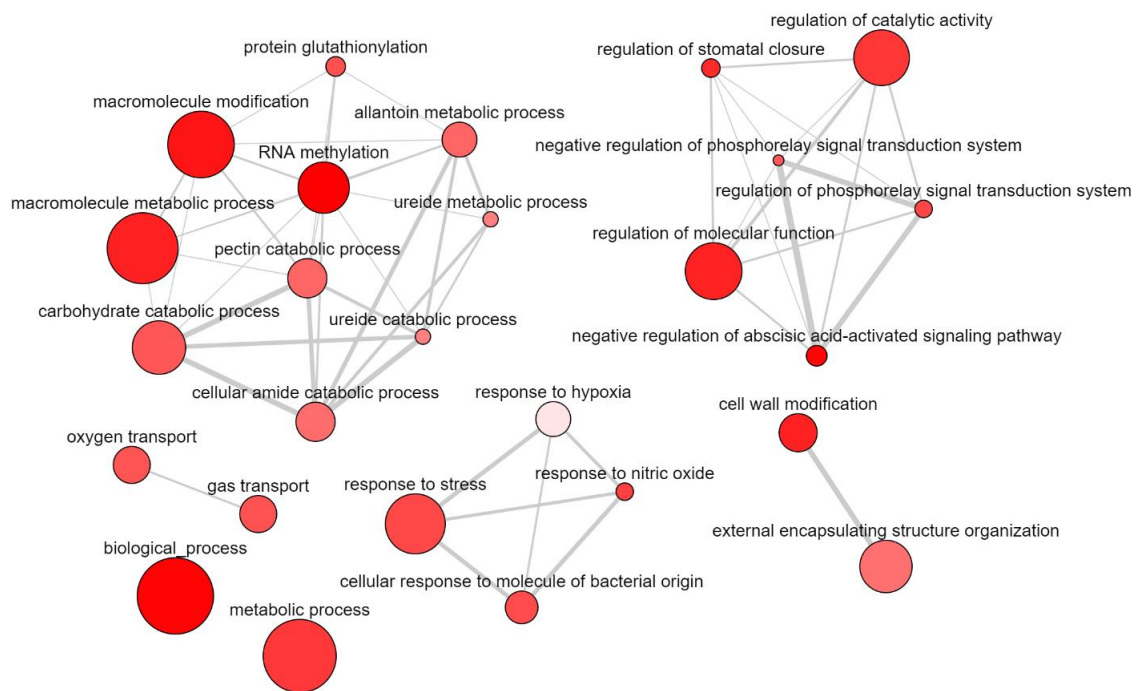 protein glutathionylation
macromolecule modification
allantoin metabolic process
RNA methylation
macromolecule metabolic process
ureide metabolic process
pectin catabolic process
carbohydrate catabolic process
ureide catabolic process
cellular amide catabolic process
regulation of catalytic activity
regulation of stomatal closure
negative regulation of phosphorelay signal transduction system
regulation of phosphorelay signal transduction system
regulation of molecular function
negative regulation of abscisic acid-activated signaling pathway
oxygen transport
gas transport
biological_process
metabolic process
response to hypoxia
response to nitric oxide
response to stress
cellular response to molecule of bacterial origin
cell wall modification
external encapsulating structure organization